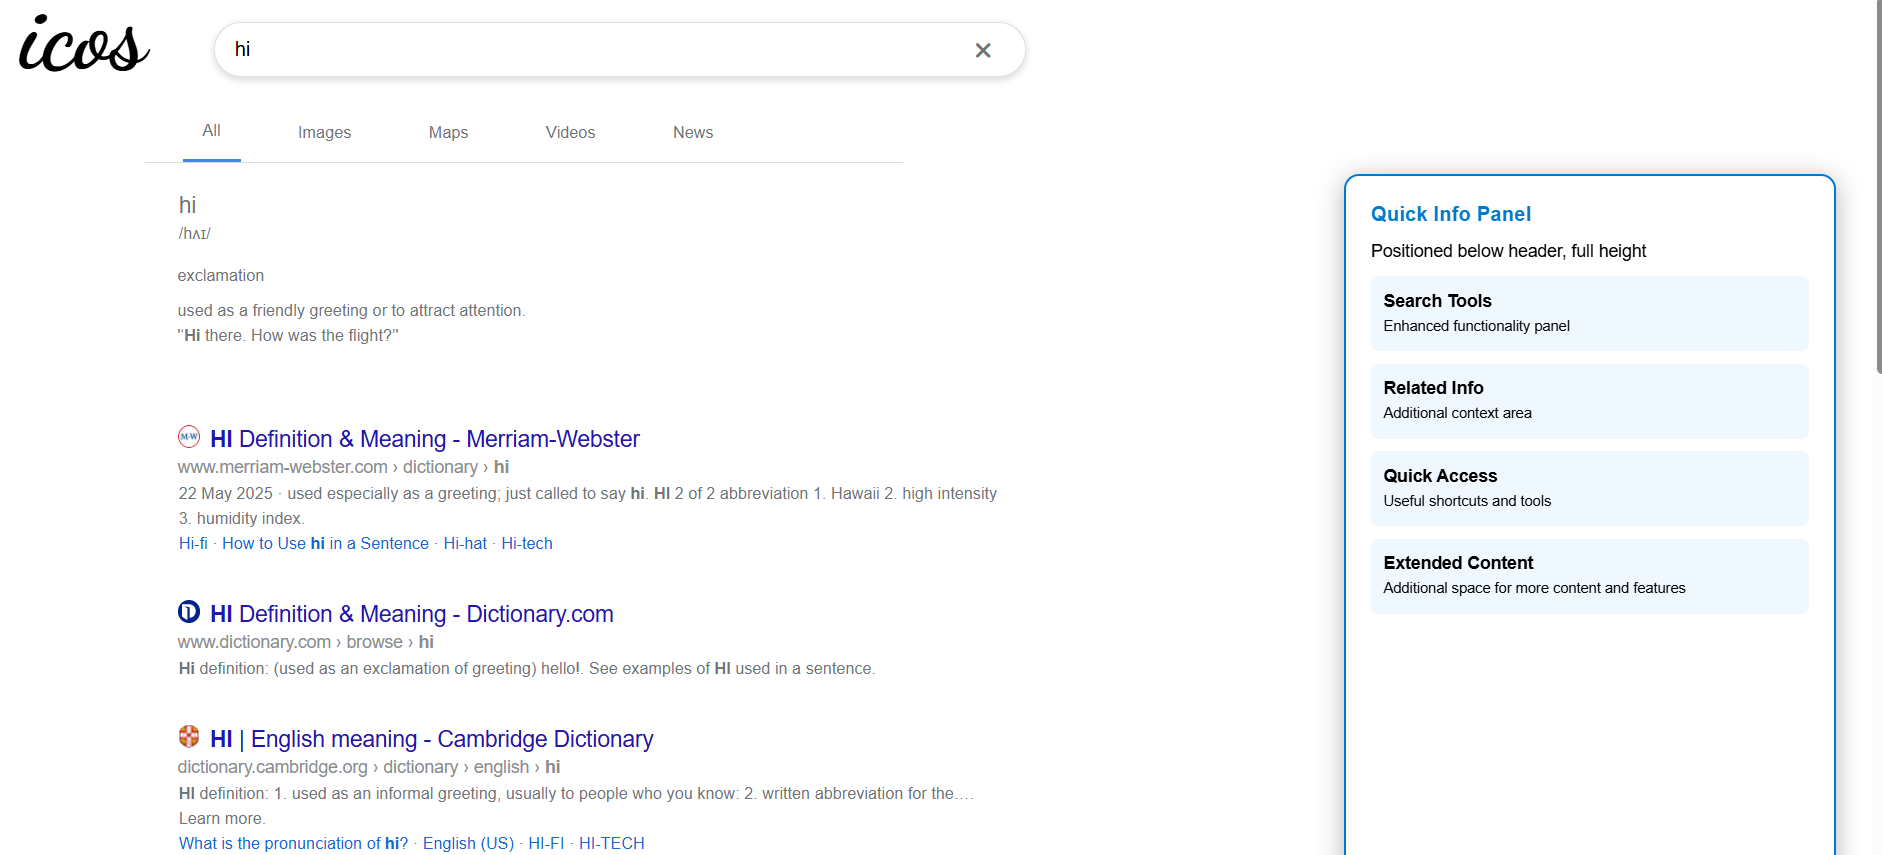 icos
hi
All
Images
Maps
Videos
News
hi
/hʌɪ/
exclamation
used as a friendly greeting or to attract attention.
"“Hi there. How was the flight?”
HI Definition & Meaning - Merriam-Webster
www.merriam-webster.com › dictionary › hi
22 May 2025 · used especially as a greeting; just called to say hi. HI 2 of 2 abbreviation 1. Hawaii 2. high intensity
3. humidity index.
Hi-fi · How to Use hi in a Sentence · Hi-hat · Hi-tech
HI Definition & Meaning - Dictionary.com
www.dictionary.com › browse › hi
Hi definition: (used as an exclamation of greeting) hello!. See examples of HI used in a sentence.
HI | English meaning - Cambridge Dictionary
dictionary.cambridge.org › dictionary › english › hi
HI definition: 1. used as an informal greeting, usually to people who you know: 2. written abbreviation for the….
Learn more.
What is the pronunciation of hi? · English (US) · HI-FI · HI-TECH
Quick Info Panel
Positioned below header, full height
Search Tools
Enhanced functionality panel
Related Info
Additional context area
Quick Access
Useful shortcuts and tools
Extended Content
Additional space for more content and features
M-W